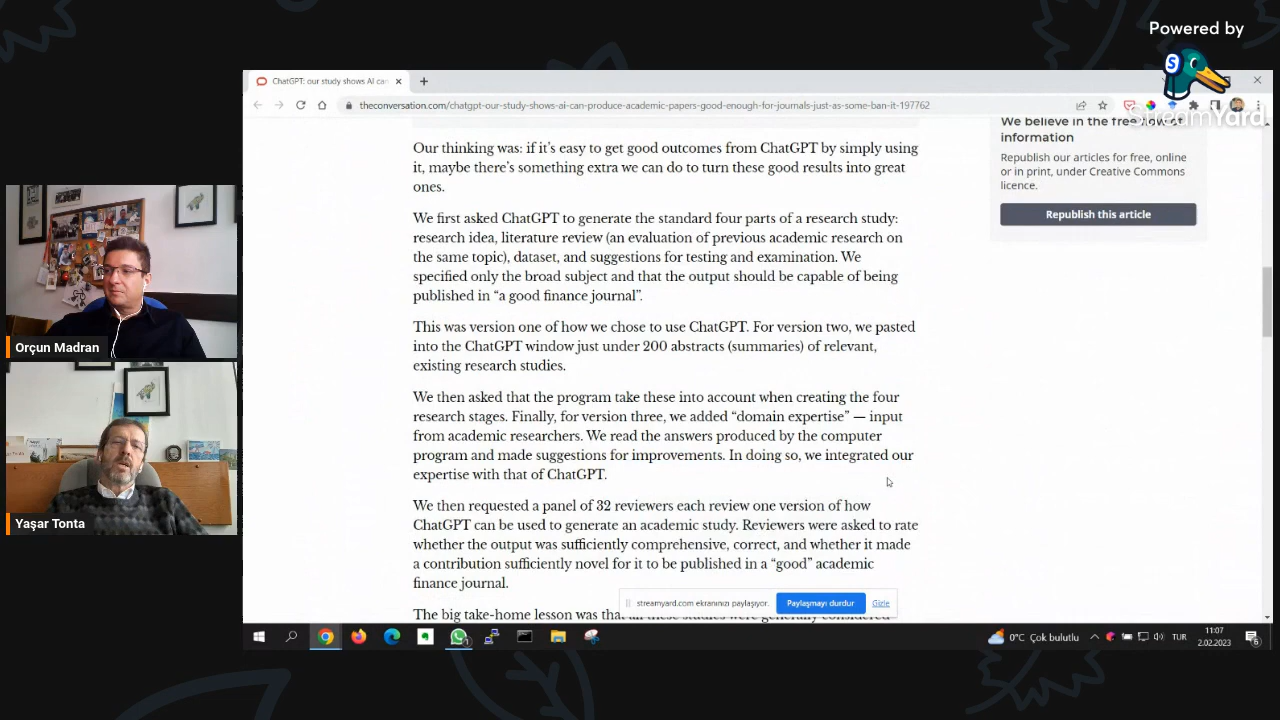 Powered by
StreamYard
ChatGPT: our study shows AI can
theconversation.com/chatgpt-our-study-shows-ai-can-produce-academic-papers-good-enough-for-journals-just-as-some-ban-it-197762
We believe in the free flow of
information
Republish our articles for free, online
or in print, under Creative Commons
licence.
Republish this article
Our thinking was: if it's easy to get good outcomes from ChatGPT by simply using
it, maybe there's something extra we can do to turn these good results into great
ones.
We first asked ChatGPT to generate the standard four parts of a research study:
research idea, literature review (an evaluation of previous academic research on
the same topic), dataset, and suggestions for testing and examination. We
specified only the broad subject and that the output should be capable of being
published in “a good finance journal”.
This was version one of how we chose to use ChatGPT. For version two, we pasted
into the ChatGPT window just under 200 abstracts (summaries) of relevant,
existing research studies.
We then asked that the program take these into account when creating the four
research stages. Finally, for version three, we added “domain expertise” — input
from academic researchers. We read the answers produced by the computer
program and made suggestions for improvements. In doing so, we integrated our
expertise with that of ChatGPT.
We then requested a panel of 32 reviewers each review one version of how
ChatGPT can be used to generate an academic study. Reviewers were asked to rate
whether the output was sufficiently comprehensive, correct, and whether it made
a contribution sufficiently novel for it to be published in a “good” academic
finance journal.
The big take-home lesson was that all these studies were generally considered
streamyard.com ekranınızı paylaşıyor.
Paylaşmayı durdur
Gizle
Orçun Madran
Yaşar Tonta
0°C Çok bulutlu
TUR
11:07
2.02.2023